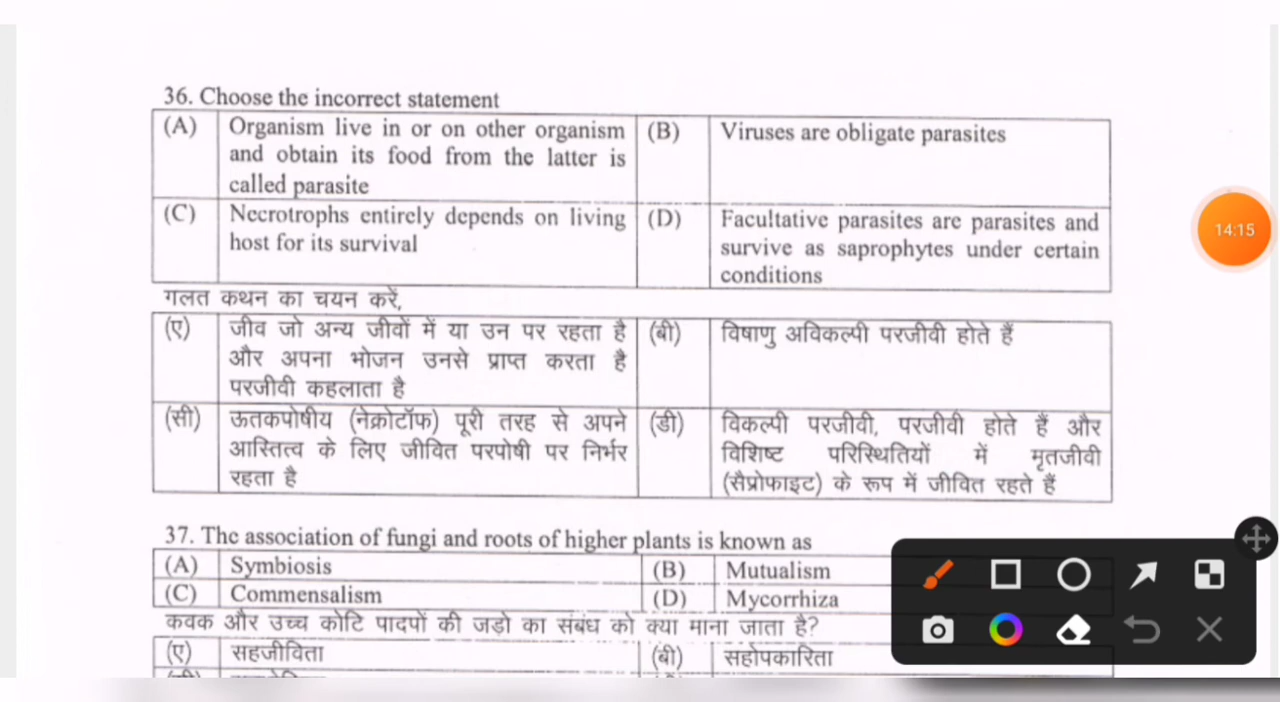 36. Choose the incorrect statement
(A) Organism live in or on other organism (B) Viruses are obligate parasites
and obtain its food from the latter is
called parasite
(C) Necrotrophs entirely depends on living (D) Facultative parasites are parasites and
host for its survival survive as saprophytes under certain
conditions
गलत कथन का चयन करें,
(ए) जीव जो अन्य जीवों में या उन पर रहता है (बी) विषाणु अविकल्पी परजीवी होते हैं
और अपना भोजन उनसे प्राप्त करता है
परजीवी कहलाता है
(सी) ऊतकपोषीय (नेक्रोटॉफ) पूरी तरह से अपने (डी) विकल्पी परजीवी, परजीवी होते हैं और
आस्तित्व के लिए जीवित परपोषी पर निर्भर विशिष्ट परिस्थितियों में मृतजीवी
रहता है (सैप्रोफाइट) के रूप में जीवित रहते हैं
37. The association of fungi and roots of higher plants is known as
(A) Symbiosis (B) Mutualism
(C) Commensalism (D) Mycorrhiza
कवक और उच्च कोटि पादपों की जड़ो का संबंध को क्या माना जाता है?
(ए) सहजीविता (बी) सहोपकारिता
14:15